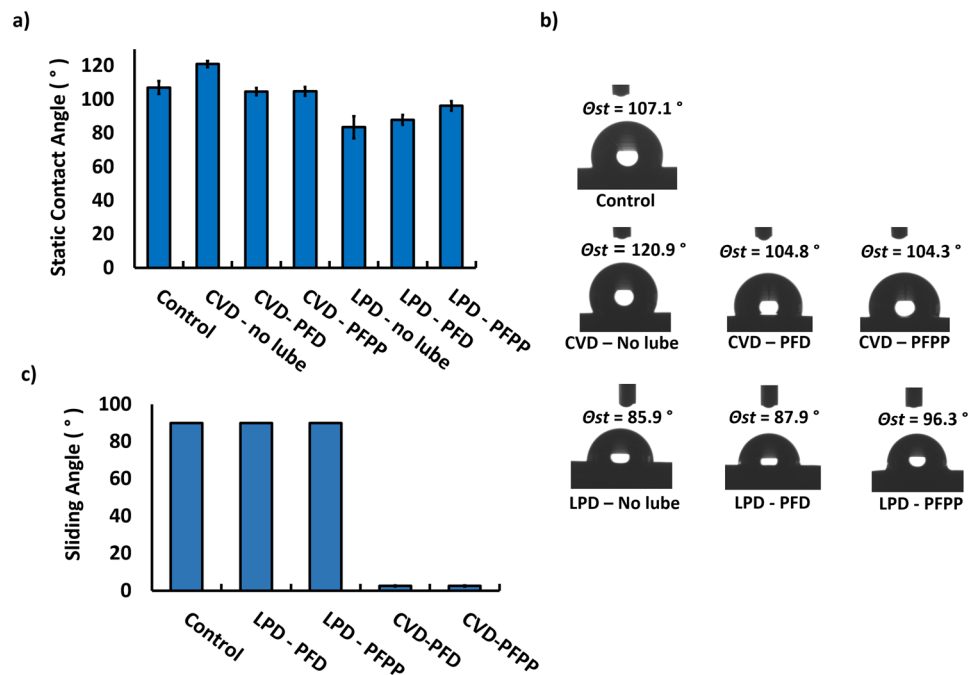 a)
Static Contact Angle ( ° )
120
100
80
60
40
20
0
Control
CVD - no lube
CVD- PFD
CVD - PFPP
LPD - no lube
LPD - PFD
LPD - PFPP
b)
Θst = 107.1 °
Control
Θst = 120.9 °
Θst = 104.8 °
Θst = 104.3 °
CVD – No lube
CVD – PFD
CVD – PFPP
Θst = 85.9 °
Θst = 87.9 °
Θst = 96.3 °
LPD – No lube
LPD - PFD
LPD - PFPP
c)
Sliding Angle ( ° )
100
80
60
40
20
0
Control
LPD - PFD
LPD - PFPP
CVD-PFD
CVD-PFPP